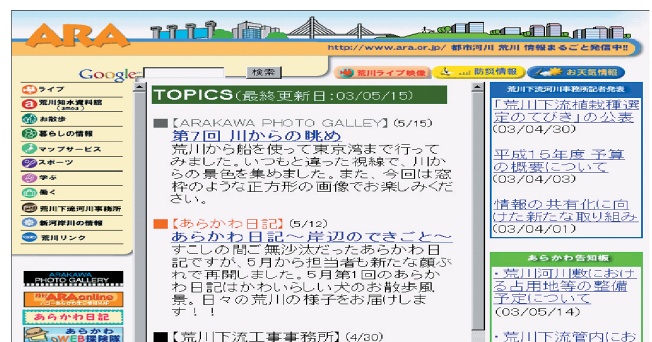 ARA
http://www.ara.or.jp/ 都市河川 荒川 情報まるごと発信中!!
Google 検索
荒川ライブ映像
防災情報
お天気情報
ライブ
荒川知水資料館
(amoa)
お散歩
暮らしの情報
マップサービス
スポーツ
学ぶ
働く
荒川下流河川事務所
新河岸川の情報
荒川リンク
ARAKAWA
PHOTO GALLERY
ARAonline
あらかわ日記
あらかわ
WEB探検隊
TOPICS(最終更新日:03/05/15)
■【ARAKAWA PHOTO GALLERY】(5/15)
第7回 川からの眺め
荒川から船を使って東京湾まで行って
みました。いつもと違った視線で、川か
らの景色を集めました。また、今回は窓
枠のような正方形の画像でお楽しみくだ
さい。
■【あらかわ日記】(5/12)
あらかわ日記~岸辺のできごと~
すこしの間ご無沙汰だったあらかわ日
記ですが、5月から担当者も新たな顔ぶ
れで再開しました。5月第1回のあらか
わ日記はかわいらしい犬のお散歩風
景。日々の荒川の様子をお届けしま
す!!
■【荒川下流工事事務所】(4/30)
荒川下流河川事務所記者発表
「荒川下流植栽種選
定のてびき」の公表
(03/04/30)
平成15年度 予算
の概要について
(03/04/03)
情報の共有化に向
けた新たな取り組み
(03/04/01)
あらかわ告知板
・荒川河川敷におけ
る占用地等の整備
予定について
(03/05/14)
・荒川下流管内にお